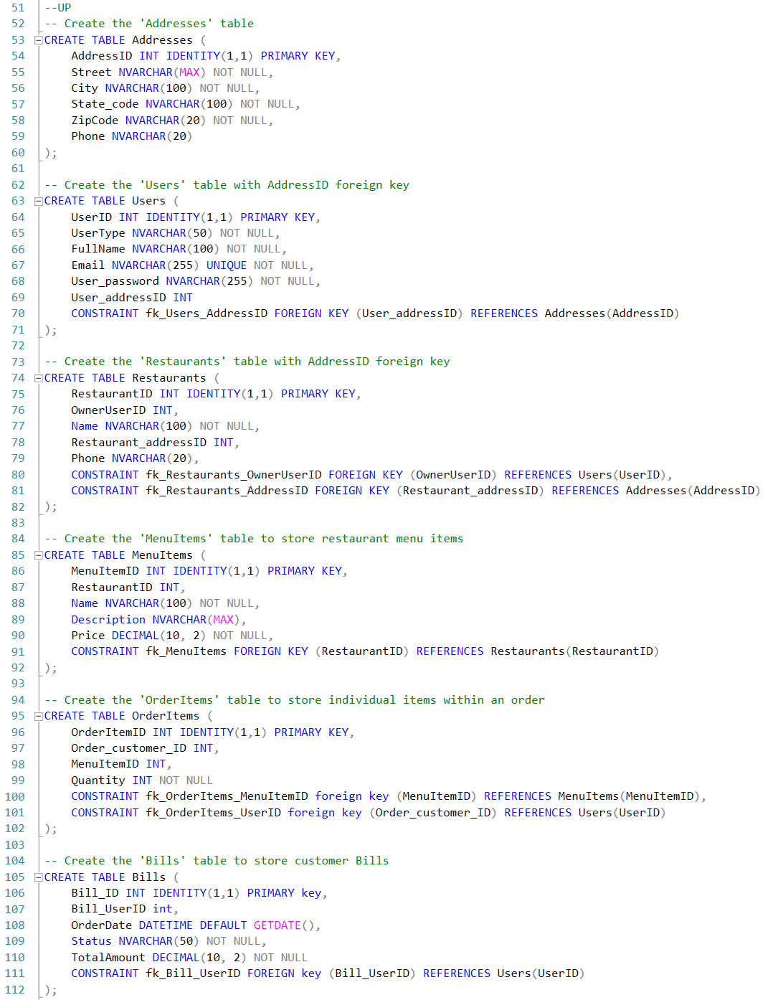 51 --UP
52 -- Create the 'Addresses' table
53 CREATE TABLE Addresses (
54 AddressID INT IDENTITY(1,1) PRIMARY KEY,
55 Street NVARCHAR(MAX) NOT NULL,
56 City NVARCHAR(100) NOT NULL,
57 State_code NVARCHAR(100) NOT NULL,
58 ZipCode NVARCHAR(20) NOT NULL,
59 Phone NVARCHAR(20)
60 );
61
62 -- Create the 'Users' table with AddressID foreign key
63 CREATE TABLE Users (
64 UserID INT IDENTITY(1,1) PRIMARY KEY,
65 UserType NVARCHAR(50) NOT NULL,
66 FullName NVARCHAR(100) NOT NULL,
67 Email NVARCHAR(255) UNIQUE NOT NULL,
68 User_password NVARCHAR(255) NOT NULL,
69 User_addressID INT
70 CONSTRAINT fk_Users_AddressID FOREIGN KEY (User_addressID) REFERENCES Addresses(AddressID)
71 );
72
73 -- Create the 'Restaurants' table with AddressID foreign key
74 CREATE TABLE Restaurants (
75 RestaurantID INT IDENTITY(1,1) PRIMARY KEY,
76 OwnerUserID INT,
77 Name NVARCHAR(100) NOT NULL,
78 Restaurant_addressID INT,
79 Phone NVARCHAR(20),
80 CONSTRAINT fk_Restaurants_OwnerUserID FOREIGN KEY (OwnerUserID) REFERENCES Users(UserID),
81 CONSTRAINT fk_Restaurants_AddressID FOREIGN KEY (Restaurant_addressID) REFERENCES Addresses(AddressID)
82 );
83
84 -- Create the 'MenuItems' table to store restaurant menu items
85 CREATE TABLE MenuItems (
86 MenuItemID INT IDENTITY(1,1) PRIMARY KEY,
87 RestaurantID INT,
88 Name NVARCHAR(100) NOT NULL,
89 Description NVARCHAR(MAX),
90 Price DECIMAL(10, 2) NOT NULL,
91 CONSTRAINT fk_MenuItems FOREIGN KEY (RestaurantID) REFERENCES Restaurants(RestaurantID)
92 );
93
94 -- Create the 'OrderItems' table to store individual items within an order
95 CREATE TABLE OrderItems (
96 OrderItemID INT IDENTITY(1,1) PRIMARY KEY,
97 Order_customer_ID INT,
98 MenuItemID INT,
99 Quantity INT NOT NULL
100 CONSTRAINT fk_OrderItems_MenuItemID foreign key (MenuItemID) REFERENCES MenuItems(MenuItemID),
101 CONSTRAINT fk_OrderItems_UserID foreign key (Order_customer_ID) REFERENCES Users(UserID)
102 );
103
104 -- Create the 'Bills' table to store customer Bills
105 CREATE TABLE Bills (
106 Bill_ID INT IDENTITY(1,1) PRIMARY key,
107 Bill_UserID int,
108 OrderDate DATETIME DEFAULT GETDATE(),
109 Status NVARCHAR(50) NOT NULL,
110 TotalAmount DECIMAL(10, 2) NOT NULL
111 CONSTRAINT fk_Bill_UserID FOREIGN key (Bill_UserID) REFERENCES Users(UserID)
112 );